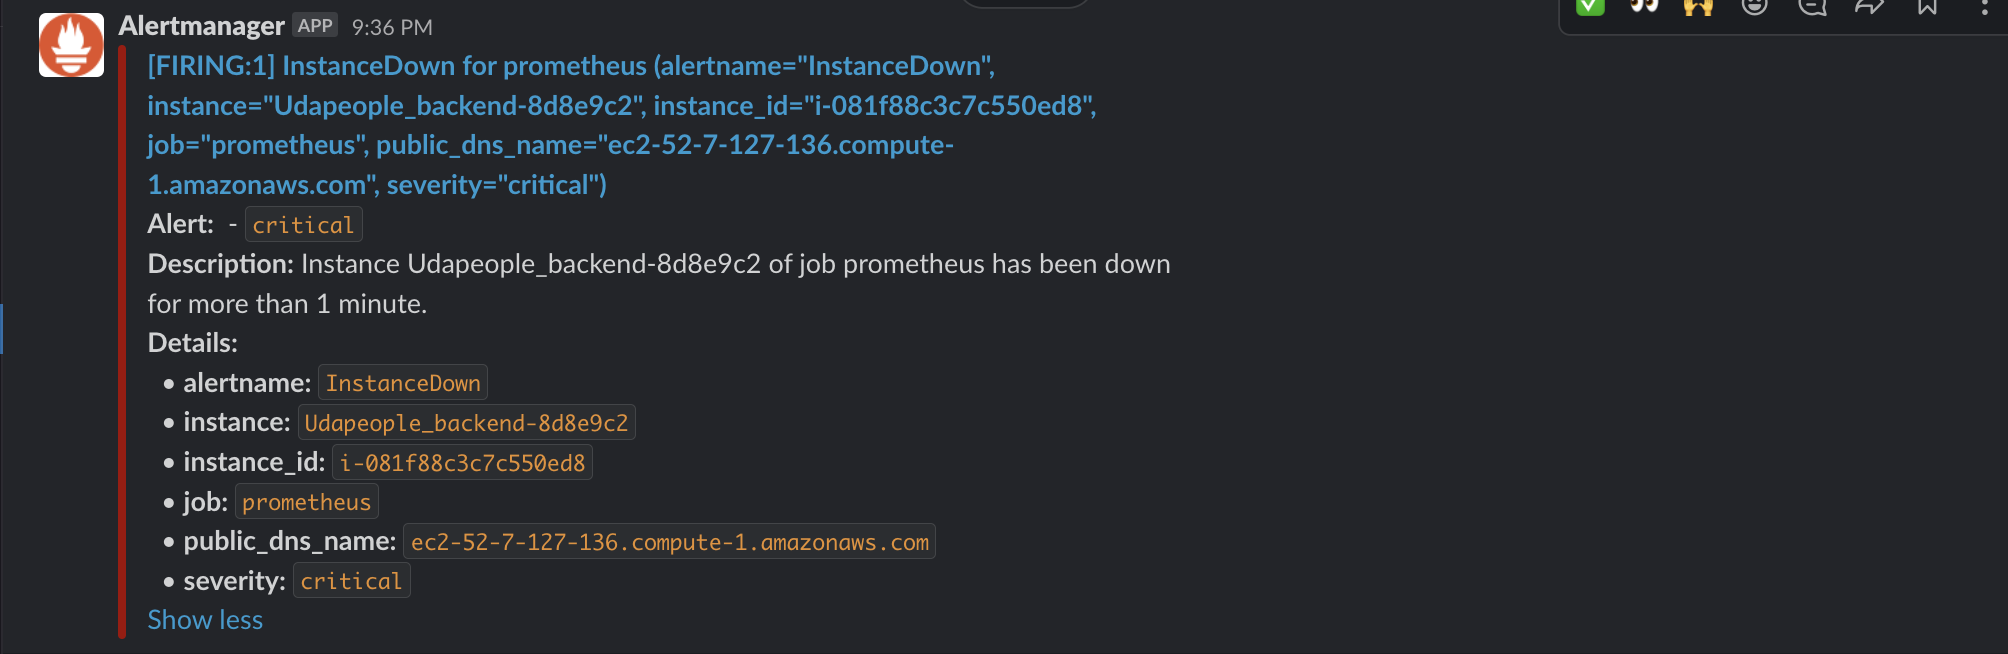 Alertmanager APP 9:36 PM
[FIRING:1] InstanceDown for prometheus (alertname="InstanceDown",
instance="Udapeople_backend-8d8e9c2", instance_id="i-081f88c3c7c550ed8",
job="prometheus", public_dns_name="ec2-52-7-127-136.compute-
1.amazonaws.com", severity="critical")
Alert: - critical
Description: Instance Udapeople_backend-8d8e9c2 of job prometheus has been down
for more than 1 minute.
Details:
• alertname: InstanceDown
• instance: Udapeople_backend-8d8e9c2
• instance_id: i-081f88c3c7c550ed8
• job: prometheus
• public_dns_name: ec2-52-7-127-136.compute-1.amazonaws.com
• severity: critical
Show less